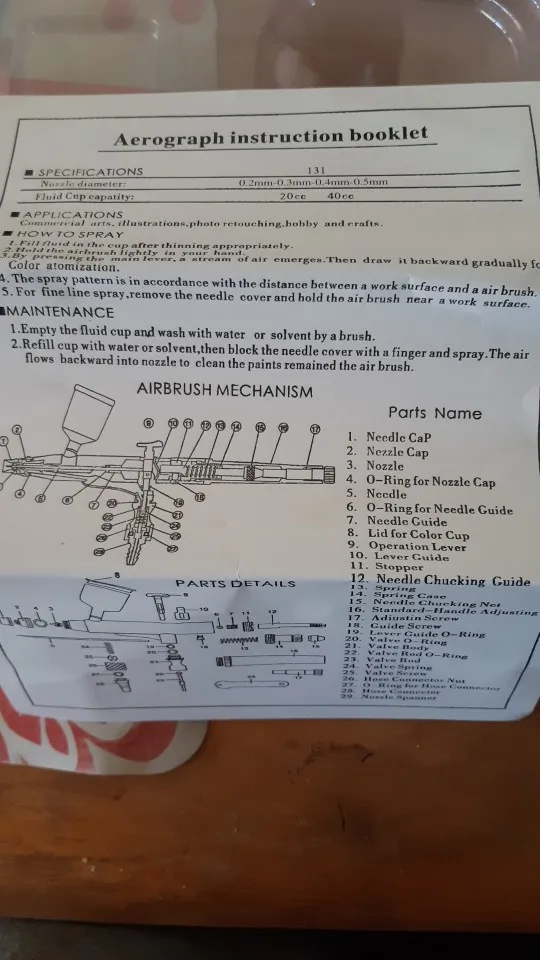 Aerograph instruction booklet
■ SPECIFICATIONS 131
Nozzle diameter: 0.2mm-0.3mm-0.4mm-0.5mm
Fluid Cup capatity: 20cc 40cc
■ APPLICATIONS
Commercial arts, illustrations,photo retouching,hobby and crafts.
■ HOW TO SPRAY
1.Fill fluid in the cup after thinning appropriately.
2.Hold the airbrush lightly in your hand.
3.By pressing the main lever, a stream of air emerges.Then draw it backward gradually fo
Color atomization.
4. The spray pattern is in accordance with the distance between a work surface and a air brush.
5. For fine line spray,remove the needle cover and hold the air brush near a work surface.
■MAINTENANCE
1.Empty the fluid cup and wash with water or solvent by a brush.
2.Refill cup with water or solvent,then block the needle cover with a finger and spray.The air
flows backward into nozzle to clean the paints remained the air brush.
AIRBRUSH MECHANISM
Parts Name
1. Needle CaP
2. Nezzle Cap
3. Nozzle
4. O-Ring for Nozzle Cap
5. Needle
6. O-Ring for Needle Guide
7. Needle Guide
8. Lid for Color Cup
9. Operation Lever
10. Lever Guide
11. Stopper
12. Needle Chucking Guide
13. Spring
14. Spring Case
15. Needle Chucking Net
16. Standard-Handle Adjusting
17. Adjustin Screw
18. Guide Screw
19. Lever Guide O-Ring
20. Valve O-Ring
21. Valve Body
22. Valve Rod O-Ring
23. Valve Rod
24. Valve Spring
25. Valve Screw
26. Hose Connector Nut
27. O-Ring for Hose Connector
28. Hose Connector
29. Nozzle Spanner
PARTS DETAILS